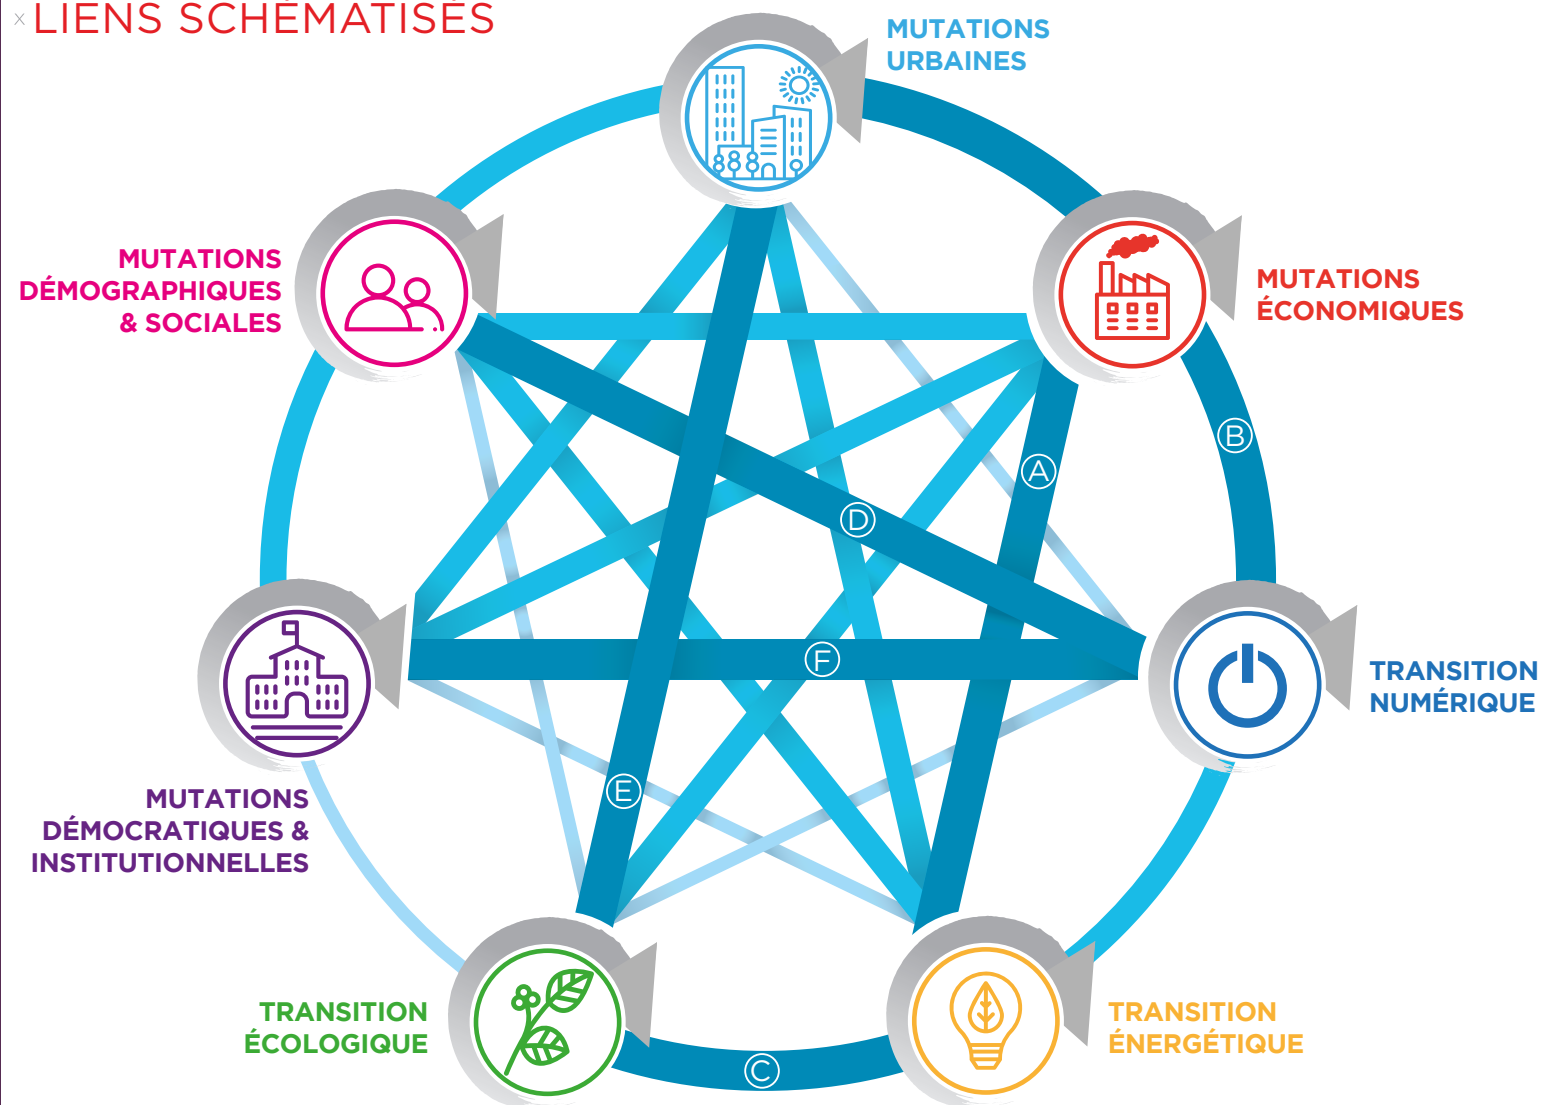 x LIENS SCHÉMATISÉS
MUTATIONS
URBAINES
MUTATIONS
DÉMOGRAPHIQUES
& SOCIALES
MUTATIONS
ÉCONOMIQUES
B
A
D
F
TRANSITION
NUMÉRIQUE
E
MUTATIONS
DÉMOCRATIQUES &
INSTITUTIONNELLES
TRANSITION
ÉCOLOGIQUE
TRANSITION
ÉNERGÉTIQUE
C